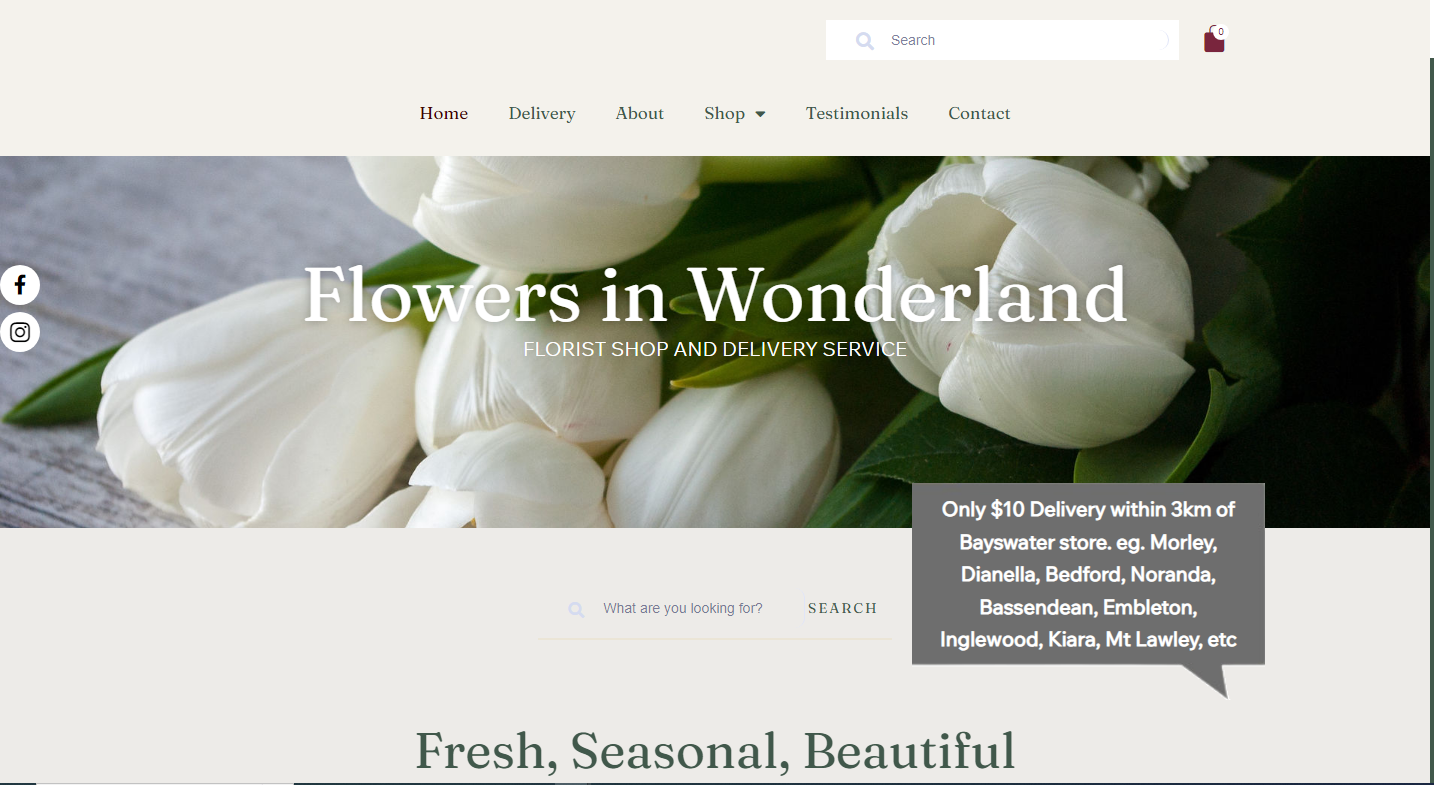 Search
0
Home Delivery About Shop Testimonials Contact
Flowers in Wonderland
FLORIST SHOP AND DELIVERY SERVICE
Only $10 Delivery within 3km of
Bayswater store. eg. Morley,
Dianella, Bedford, Noranda,
Bassendean, Embleton,
Inglewood, Kiara, Mt Lawley, etc
What are you looking for? SEARCH
Fresh, Seasonal, Beautiful